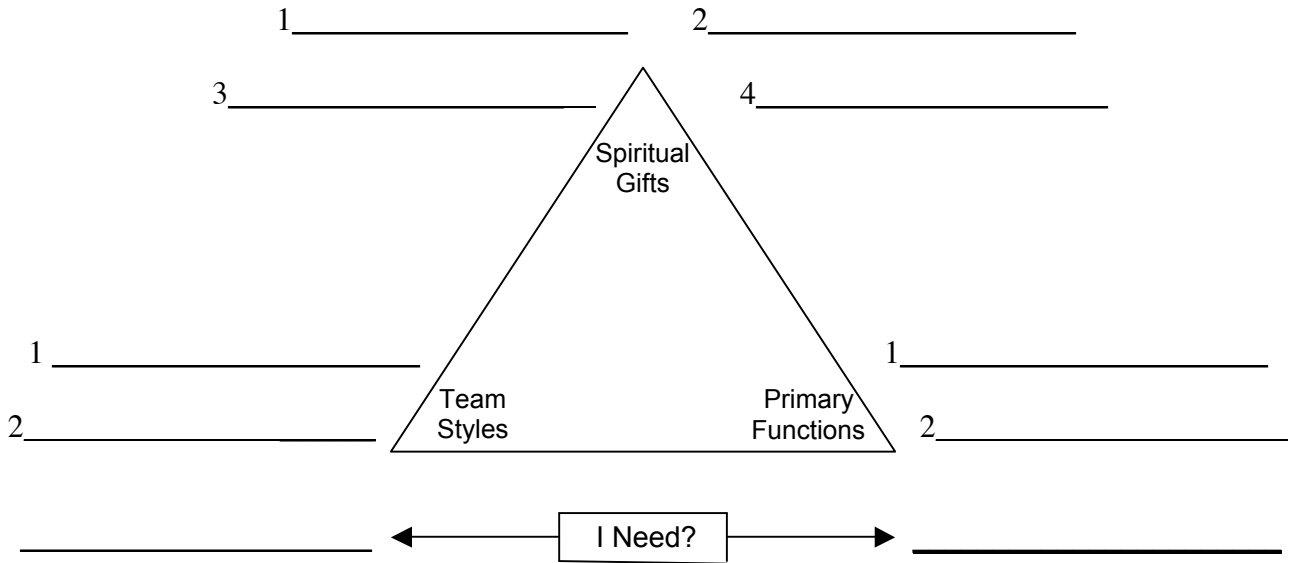 1 2
3 4
Spiritual
Gifts
1 1
Team
Styles
Primary
Functions
2 2
I Need?